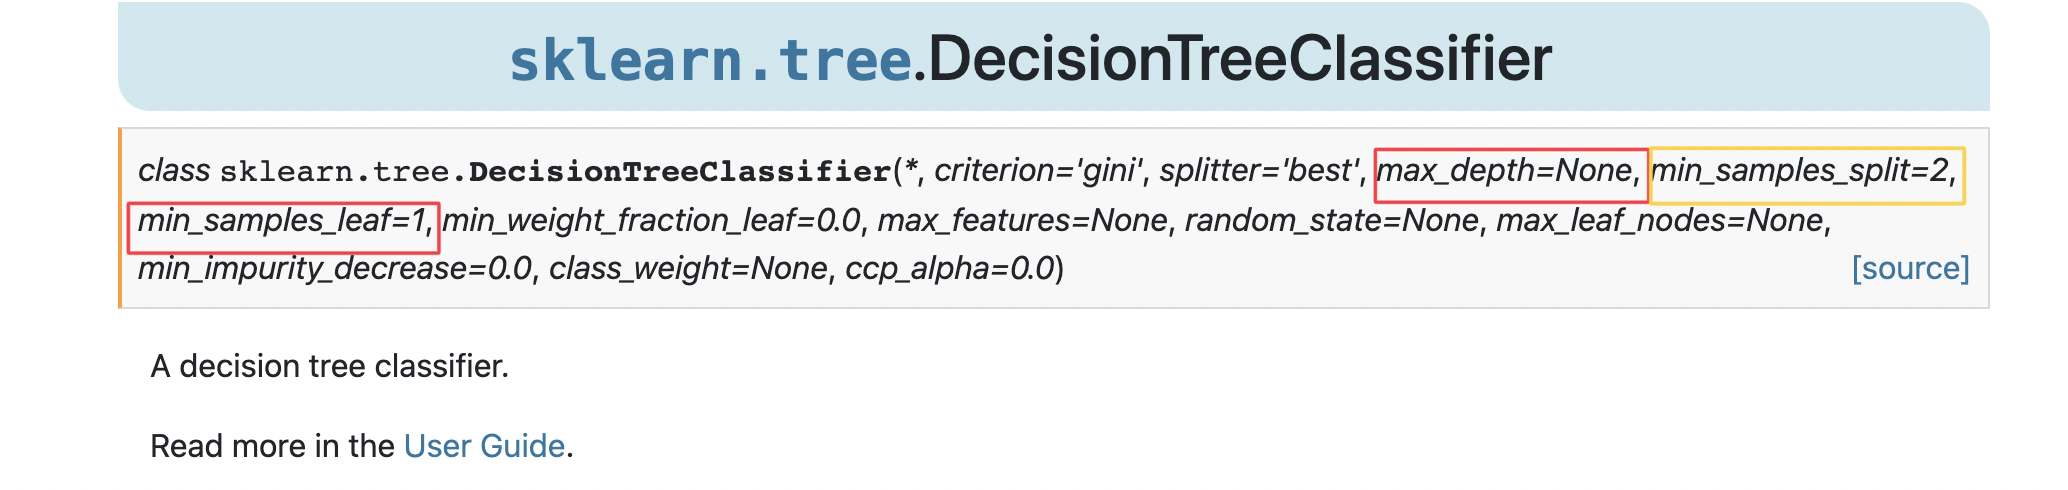 sklearn.tree.DecisionTreeClassifier
class sklearn.tree.DecisionTreeClassifier(*, criterion='gini', splitter='best', max_depth=None, min_samples_split=2,
min_samples_leaf=1, min_weight_fraction_leaf=0.0, max_features=None, random_state=None, max_leaf_nodes=None,
min_impurity_decrease=0.0, class_weight=None, ccp_alpha=0.0) [source]
A decision tree classifier.
Read more in the User Guide.